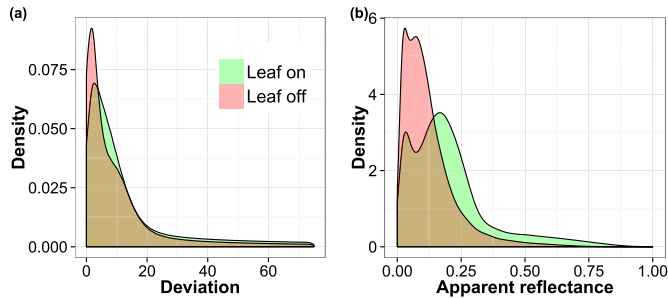 (a)
Density
0.075
0.050
0.025
0.000
0
20
40
60
Deviation
Leaf on
Leaf off
(b)
Density
6
4
2
0
0.00
0.25
0.50
0.75
1.00
Apparent reflectance